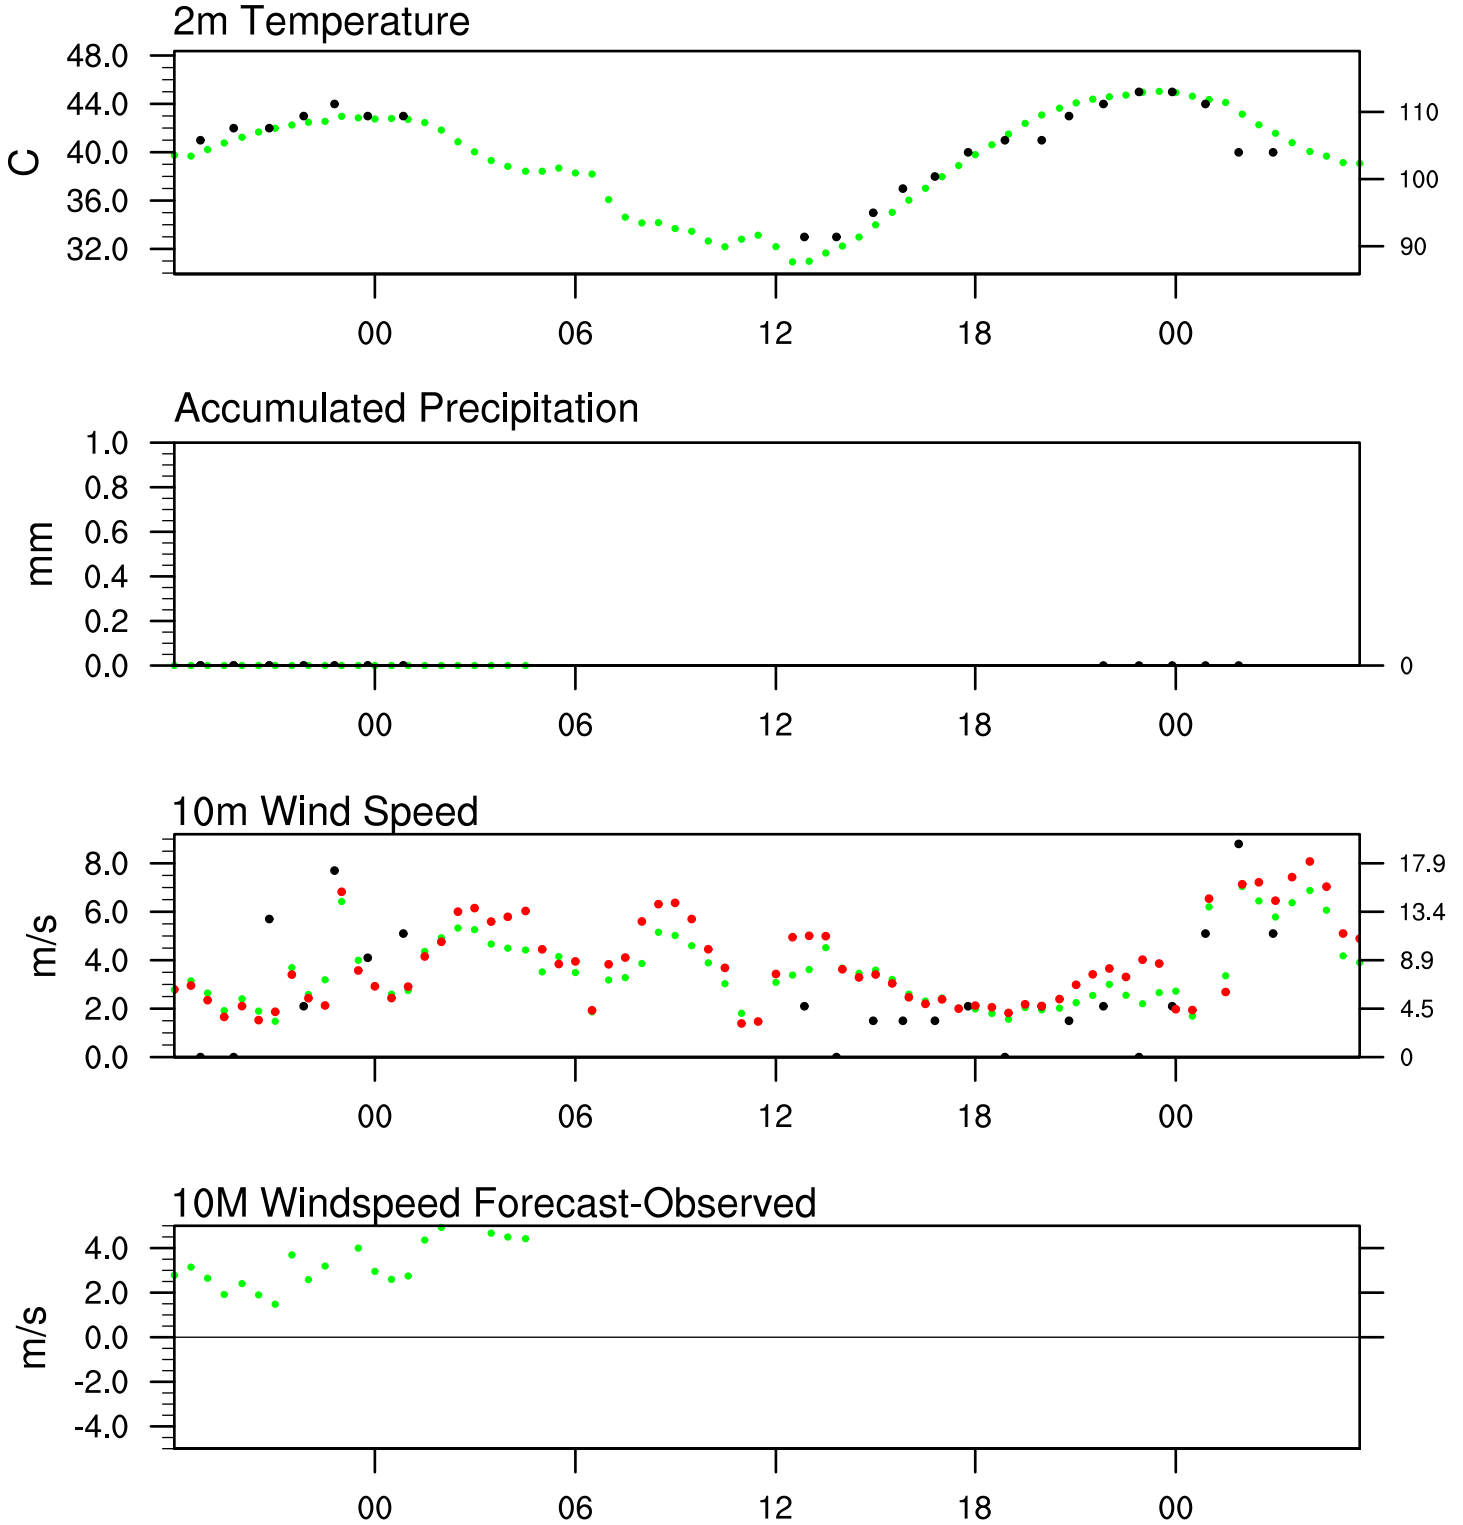 2m Temperature
48.0
44.0
40.0
36.0
32.0
C
110
100
90
00 06 12 18 00
Accumulated Precipitation
1.0
0.8
0.6
0.4
0.2
0.0
mm
0
00 06 12 18 00
10m Wind Speed
8.0
6.0
4.0
2.0
0.0
m/s
17.9
13.4
8.9
4.5
0
00 06 12 18 00
10M Windspeed Forecast-Observed
4.0
2.0
0.0
-2.0
-4.0
m/s
00 06 12 18 00